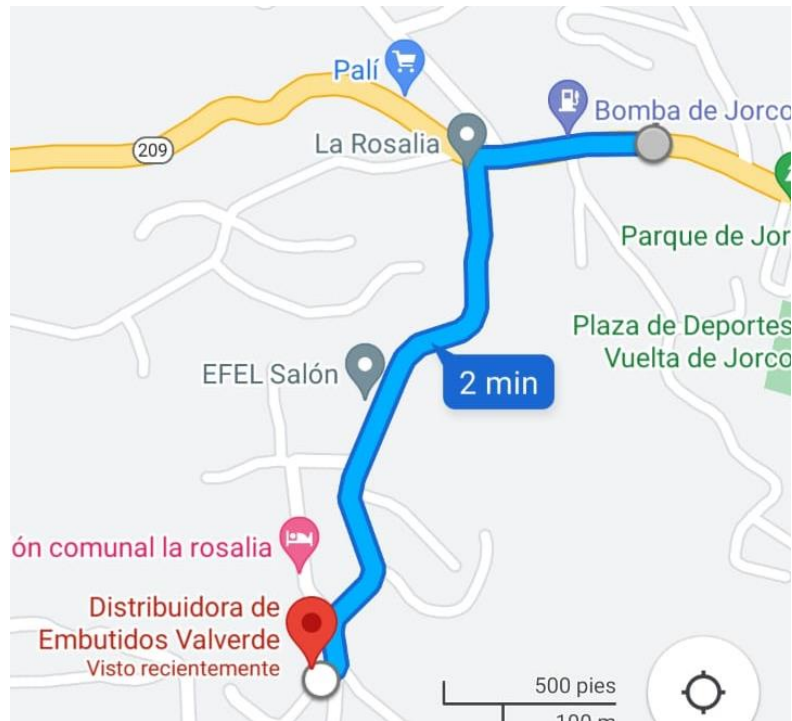 Palí
Bomba de Jorco
209
La Rosalia
Parque de Jor
Plaza de Deportes
Vuelta de Jorco
EFEL Salón
2 min
ón comunal la rosalia
Distribuidora de
Embutidos Valverde
Visto recientemente
500 pies
100 m